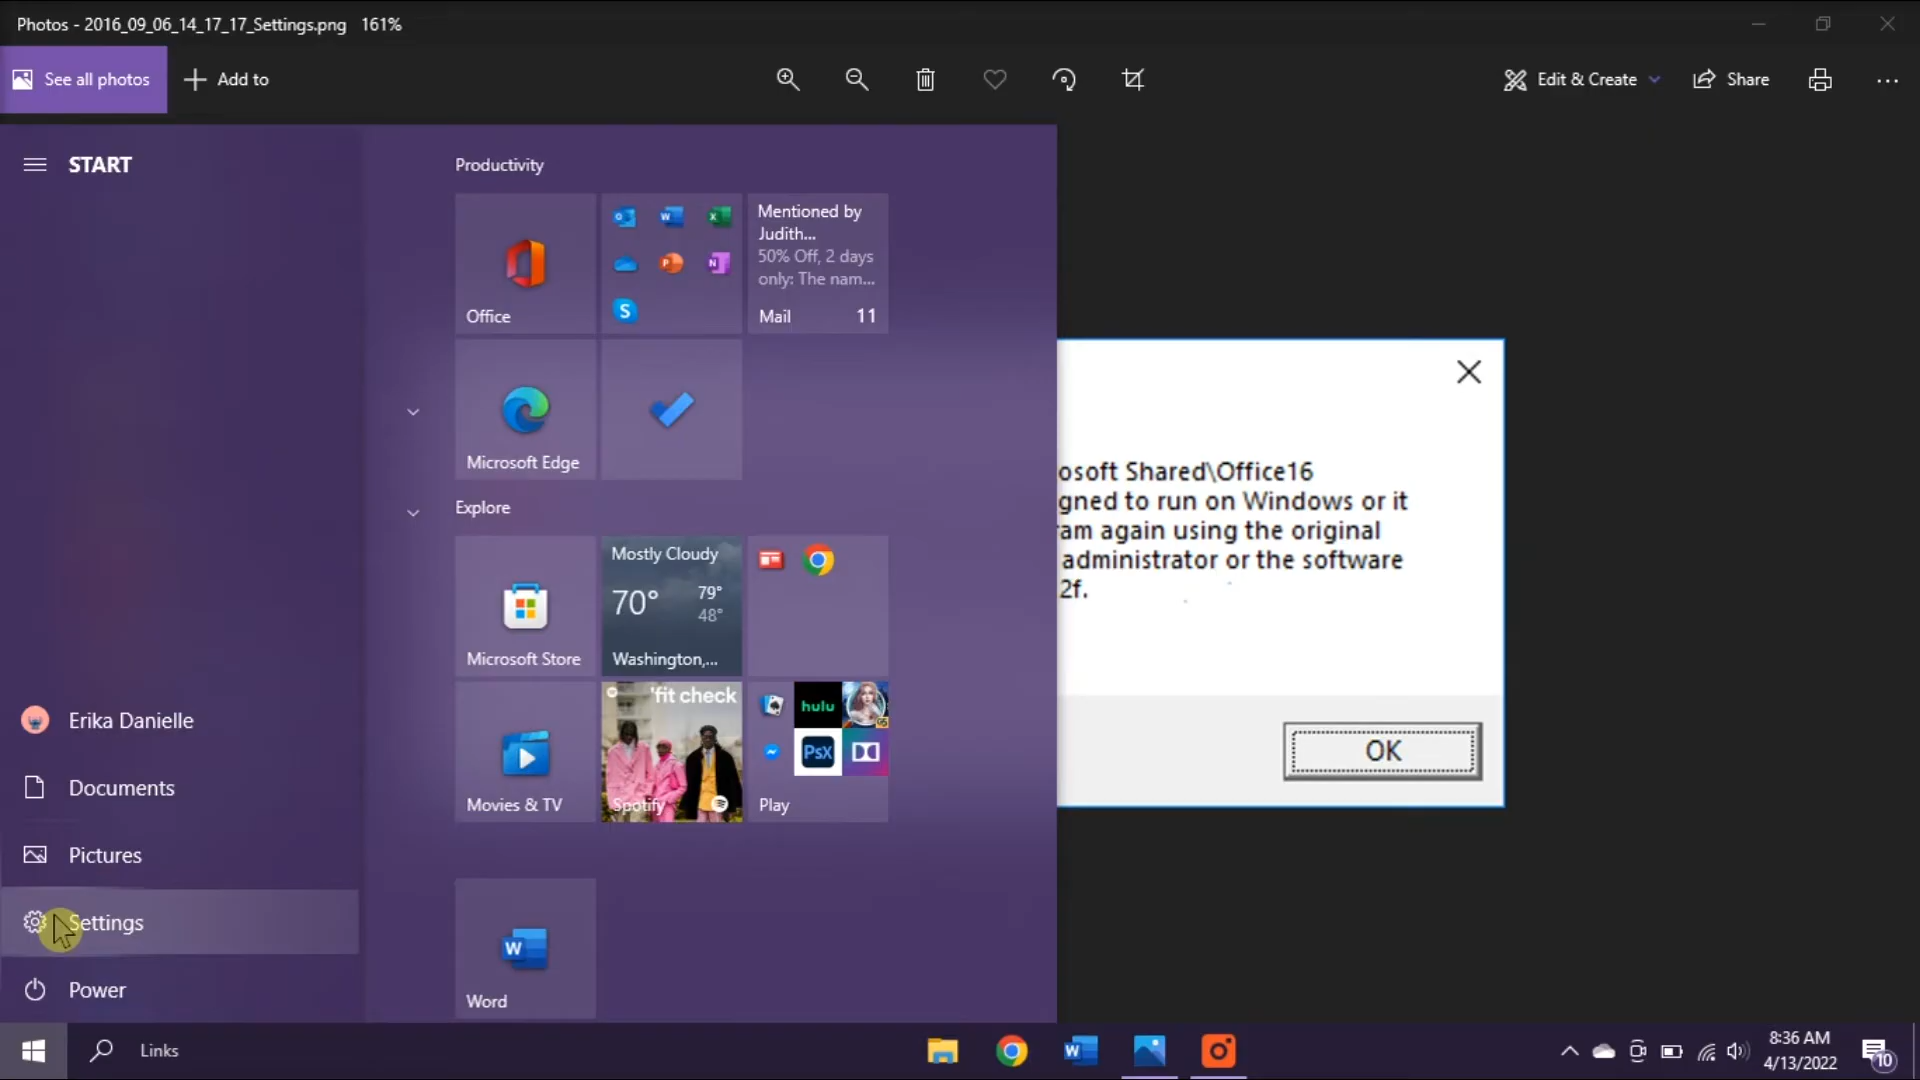 Photos - 2016_09_06_14_17_17_Settings.png 161%
See all photos
Add to
Edit & Create
Share
START
Productivity
Office
Mentioned by
Judith...
50% Off, 2 days
only: The nam...
Mail 11
Microsoft Edge
Explore
Microsoft Store
Mostly Cloudy
70° 79°
48°
Washington,...
Movies & TV
'fit check
Spotify
hulu
PsX
Play
Erika Danielle
Documents
Pictures
Settings
Power
Word
osoft Shared\Office16
gned to run on Windows or it
am again using the original
administrator or the software
2f.
OK
Links
8:36 AM
4/13/2022
10